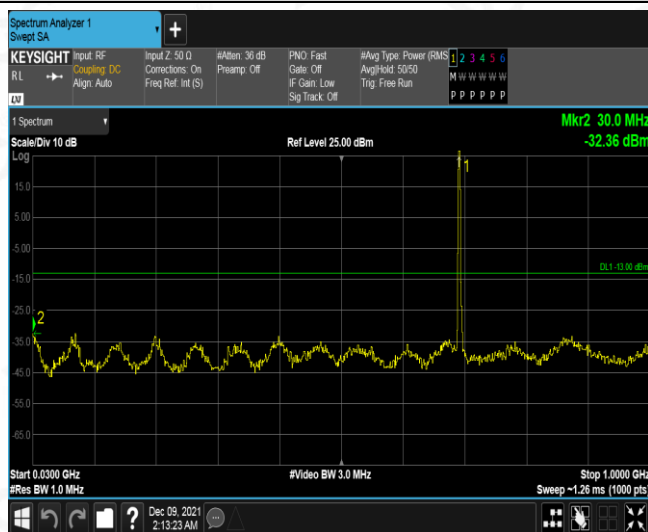 Spectrum Analyzer 1
Swept SA
+
KEYSIGHT Input: RF Input Z: 50 Ω #Atten: 36 dB PNO: Fast #Avg Type: Power (RMS 1 2 3 4 5 6
RL Coupling: DC Corrections: On Preamp: Off Gate: Off Avg|Hold: 50/50 M W W W W W
Align: Auto Freq Ref: Int (S) IF Gain: Low Trig: Free Run
Sig Track: Off P P P P P P
LXI
1 Spectrum
Mkr2 30.0 MHz
Scale/Div 10 dB Ref Level 25.00 dBm -32.36 dBm
Log
1
15.0
5.00
-5.00
DL1 -13.00 dBm
-15.0
-25.0
2
-35.0
-45.0
-55.0
-65.0
Start 0.0300 GHz #Video BW 3.0 MHz Stop 1.0000 GHz
#Res BW 1.0 MHz Sweep ~1.26 ms (1000 pts)
? Dec 09, 2021
2:13:23 AM